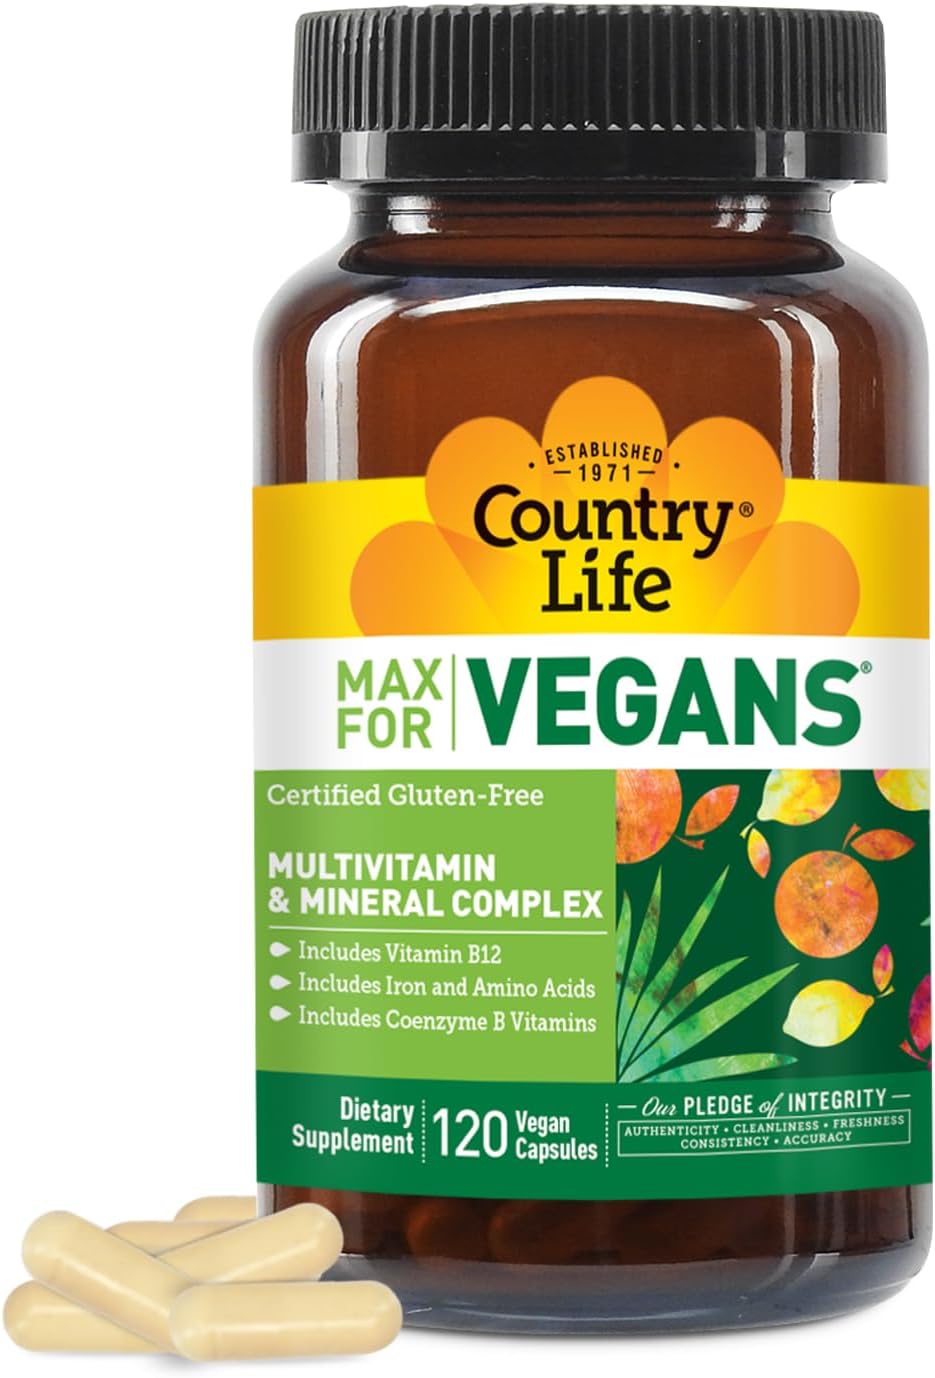 · ESTABLISHED ·
— 1971 —
Country®
Life
MAX
FOR
VEGANS®
Certified Gluten-Free
MULTIVITAMIN
& MINERAL COMPLEX
Includes Vitamin B12
Includes Iron and Amino Acids
Includes Coenzyme B Vitamins
Dietary
Supplement
120 Vegan
Capsules
— Our PLEDGE of INTEGRITY —
AUTHENTICITY • CLEANLINESS • FRESHNESS
CONSISTENCY • ACCURACY